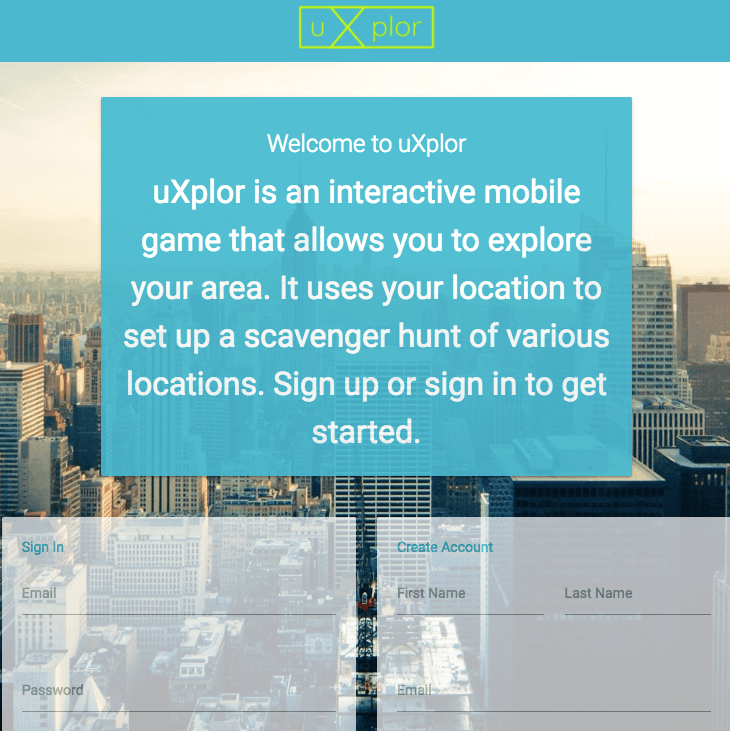 uXplor
Welcome to uXplor
uXplor is an interactive mobile
game that allows you to explore
your area. It uses your location to
set up a scavenger hunt of various
locations. Sign up or sign in to get
started.
Sign In
Email
Password
Create Account
First Name Last Name
Email